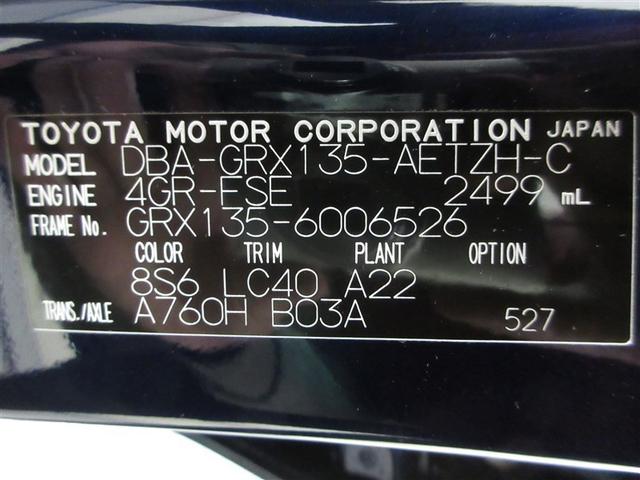 TOYOTA MOTOR CORPORATION JAPAN
MODEL DBA-GRX135-AETZH-C
ENGINE 4GR-FSE 2499 mL
FRAME No. GRX135-6006526
COLOR TRIM PLANT OPTION
8S6 LC40 A22
TRANS./AXLE A760H B03A 527